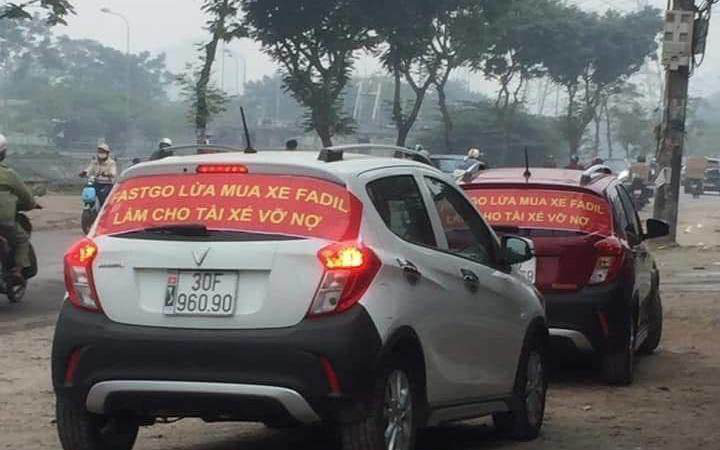 FASTGO LỪA MUA XE FADIL
LÀM CHO TÀI XẾ VỠ NỢ
FASTGO LỪA MUA XE FADIL
LÀM CHO TÀI XẾ VỠ NỢ
30F
960.90